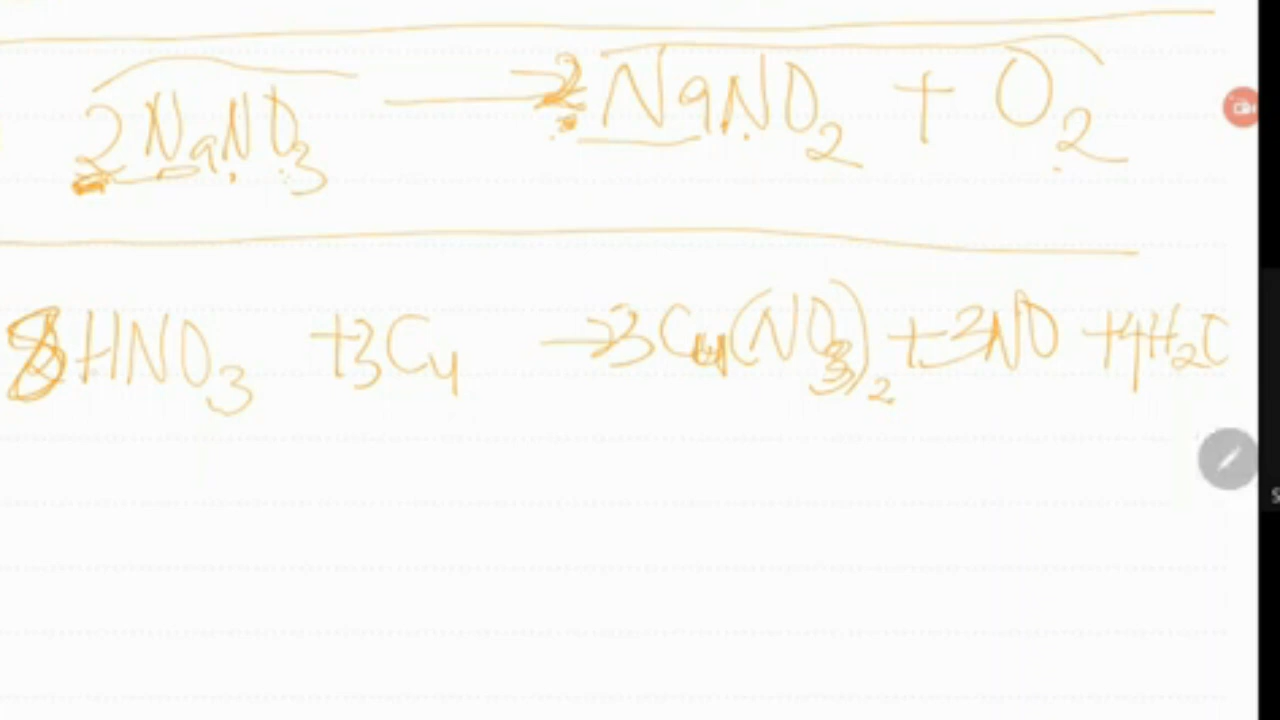 2NaNO3 → 2NaNO2 + O2
8HNO3 + 3Cu → 3Cu(NO3)2 + 2NO + 4H2O